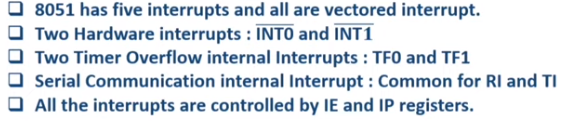 ❑ 8051 has five interrupts and all are vectored interrupt.
❑ Two Hardware interrupts : I̅N̅T̅0̅ and I̅N̅T̅1̅
❑ Two Timer Overflow internal Interrupts : TF0 and TF1
❑ Serial Communication internal Interrupt : Common for RI and TI
❑ All the interrupts are controlled by IE and IP registers.